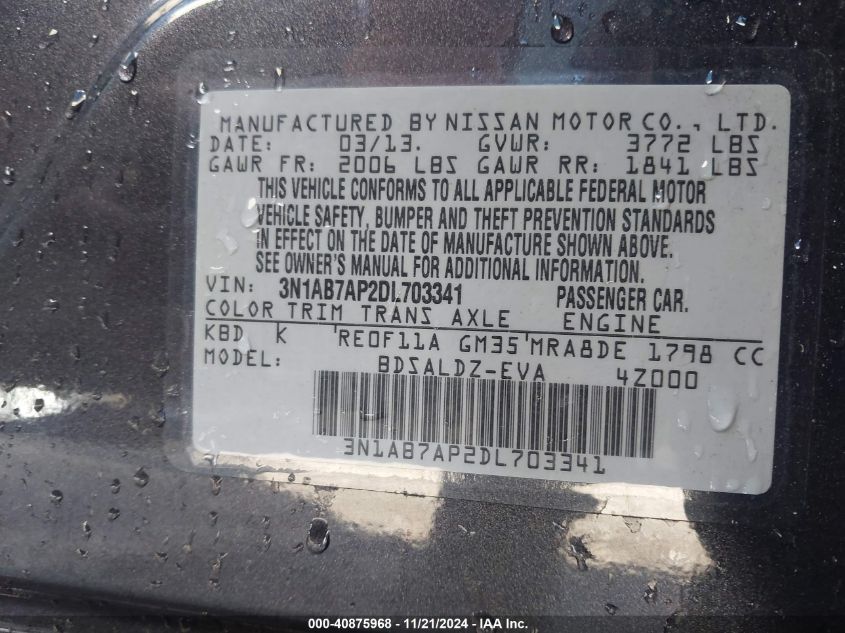 MANUFACTURED BY NISSAN MOTOR CO., LTD.
DATE: 03/13. GVWR: 3772 LBS
GAWR FR: 2006 LBS GAWR RR: 1841 LBS
THIS VEHICLE CONFORMS TO ALL APPLICABLE FEDERAL MOTOR
VEHICLE SAFETY, BUMPER AND THEFT PREVENTION STANDARDS
IN EFFECT ON THE DATE OF MANUFACTURE SHOWN ABOVE.
SEE OWNER'S MANUAL FOR ADDITIONAL INFORMATION.
VIN: 3N1AB7AP2DL703341 PASSENGER CAR.
COLOR TRIM TRANS AXLE ENGINE
KBD K 'RE0F11A GM35'MRA8DE 1798 CC
MODEL: BDSALDZ-EVA 4Z000
3N1AB7AP2DL703341
000-40875968 - 11/21/2024 - IAA Inc.